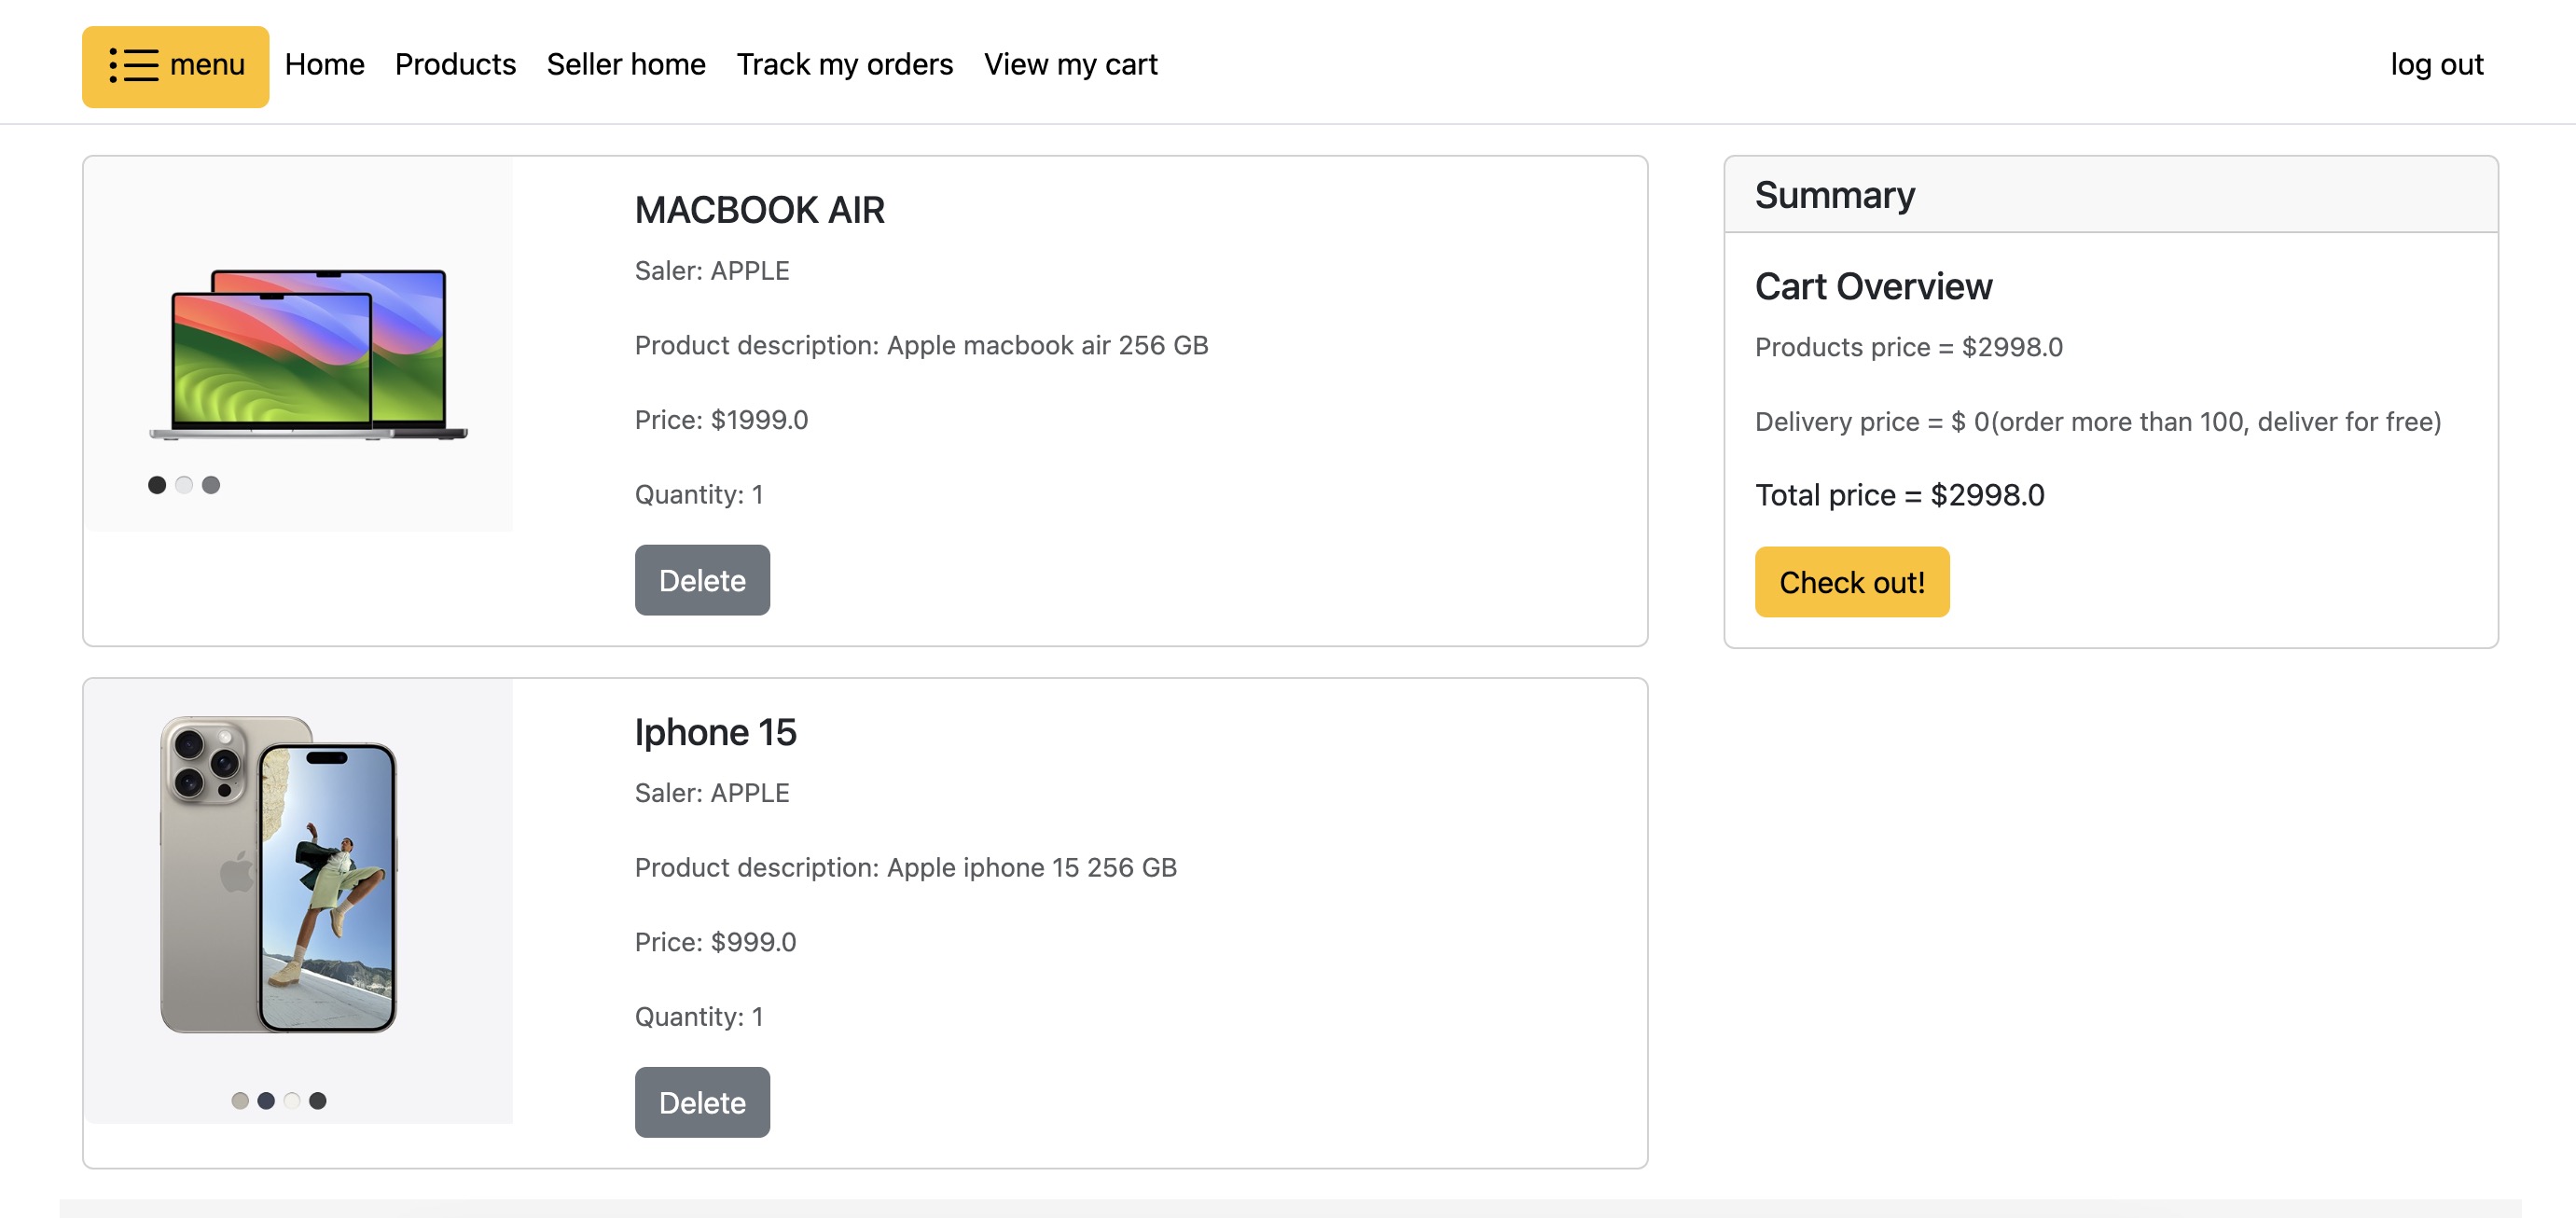 menu Home Products Seller home Track my orders View my cart log out
MACBOOK AIR
Saler: APPLE
Product description: Apple macbook air 256 GB
Price: $1999.0
Quantity: 1
Delete
Iphone 15
Saler: APPLE
Product description: Apple iphone 15 256 GB
Price: $999.0
Quantity: 1
Delete
Summary
Cart Overview
Products price = $2998.0
Delivery price = $ 0(order more than 100, deliver for free)
Total price = $2998.0
Check out!